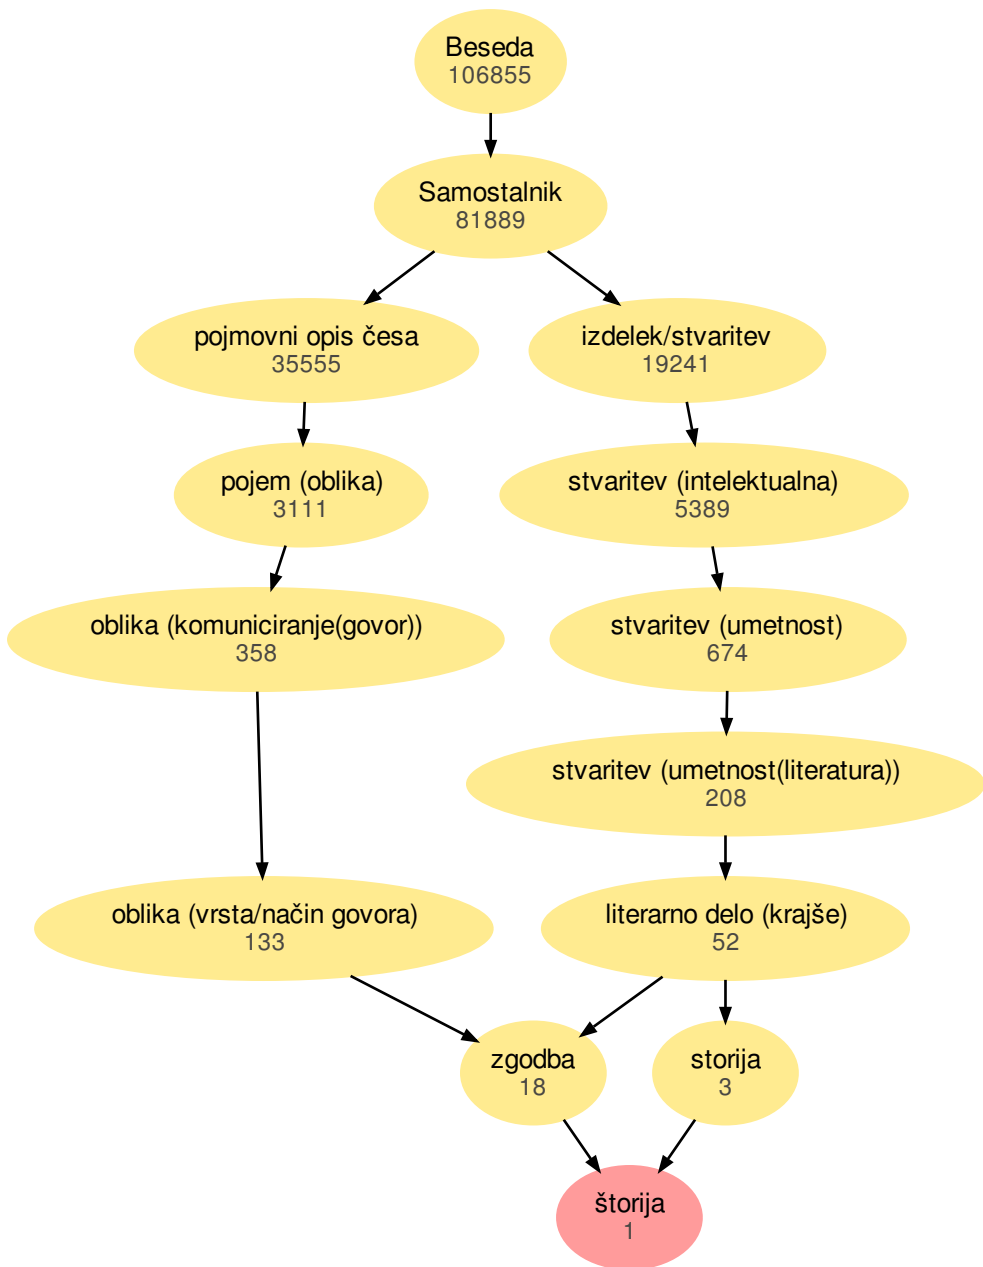 Beseda
106855
Samostalnik
81889
pojmovni opis česa
35555
izdelek/stvaritev
19241
pojem (oblika)
3111
stvaritev (intelektualna)
5389
oblika (komuniciranje(govor))
358
stvaritev (umetnost)
674
stvaritev (umetnost(literatura))
208
oblika (vrsta/način govora)
133
literarno delo (krajše)
52
zgodba
18
storija
3
štorija
1